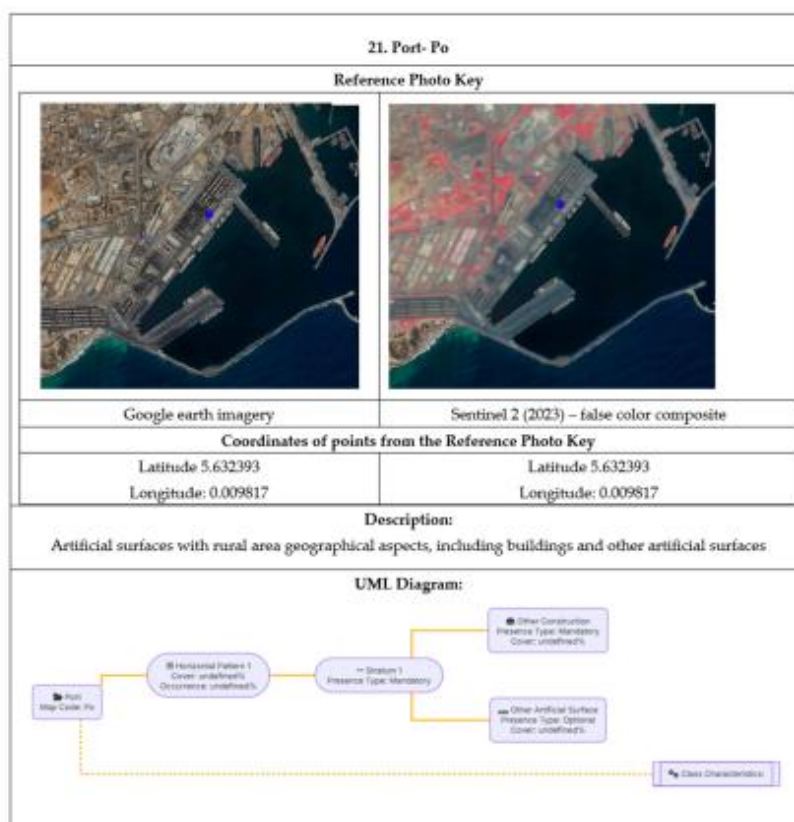 21. Port- Po
Reference Photo Key
Google earth imagery
Sentinel 2 (2023) – false color composite
Coordinates of points from the Reference Photo Key
Latitude 5.632393
Longitude: 0.009817
Latitude 5.632393
Longitude: 0.009817
Description:
Artificial surfaces with rural area geographical aspects, including buildings and other artificial surfaces
UML Diagram:
Port
Map Code: Po
Horizontal Pattern 1
Cover: undefined%
Occurrence: undefined%
Stratum 1
Presence Type: Mandatory
Other Construction
Presence Type: Mandatory
Cover: undefined%
Other Artificial Surface
Presence Type: Optional
Cover: undefined%
Class Characteristics